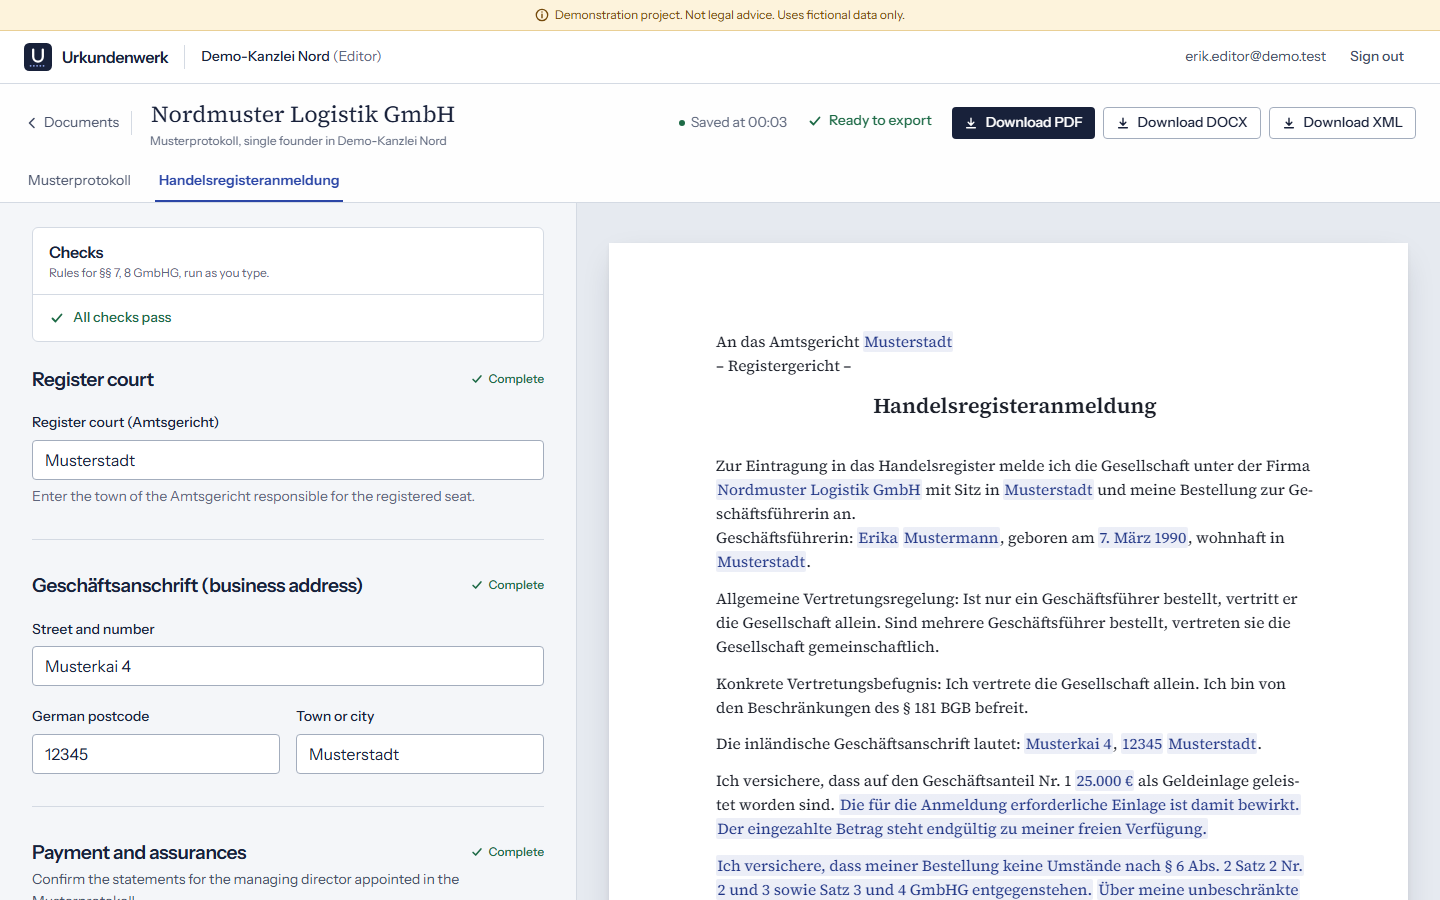 Demonstration project. Not legal advice. Uses fictional data only.
U Urkundenwerk Demo-Kanzlei Nord (Editor) erik.editor@demo.test Sign out
Documents Nordmuster Logistik GmbH Saved at 00:03 Ready to export Download PDF Download DOCX Download XML
Musterprotokoll, single founder in Demo-Kanzlei Nord
Musterprotokoll Handelsregisteranmeldung
Checks
Rules for §§ 7, 8 GmbHG, run as you type.
All checks pass
Register court Complete
Register court (Amtsgericht)
Musterstadt
Enter the town of the Amtsgericht responsible for the registered seat.
Geschäftsanschrift (business address) Complete
Street and number
Musterkai 4
German postcode Town or city
12345 Musterstadt
Payment and assurances Complete
Confirm the statements for the managing director appointed in the
Musterprotokoll.
An das Amtsgericht Musterstadt
– Registergericht –
Handelsregisteranmeldung
Zur Eintragung in das Handelsregister melde ich die Gesellschaft unter der Firma
Nordmuster Logistik GmbH mit Sitz in Musterstadt und meine Bestellung zur Ge-
schäftsführerin an.
Geschäftsführerin: Erika Mustermann, geboren am 7. März 1990, wohnhaft in
Musterstadt.
Allgemeine Vertretungsregelung: Ist nur ein Geschäftsführer bestellt, vertritt er
die Gesellschaft allein. Sind mehrere Geschäftsführer bestellt, vertreten sie die
Gesellschaft gemeinschaftlich.
Konkrete Vertretungsbefugnis: Ich vertrete die Gesellschaft allein. Ich bin von
den Beschränkungen des § 181 BGB befreit.
Die inländische Geschäftsanschrift lautet: Musterkai 4, 12345 Musterstadt.
Ich versichere, dass auf den Geschäftsanteil Nr. 1 25.000 € als Geldeinlage geleis-
tet worden sind. Die für die Anmeldung erforderliche Einlage ist damit bewirkt.
Der eingezahlte Betrag steht endgültig zu meiner freien Verfügung.
Ich versichere, dass meiner Bestellung keine Umstände nach § 6 Abs. 2 Satz 2 Nr.
2 und 3 sowie Satz 3 und 4 GmbHG entgegenstehen. Über meine unbeschränkte